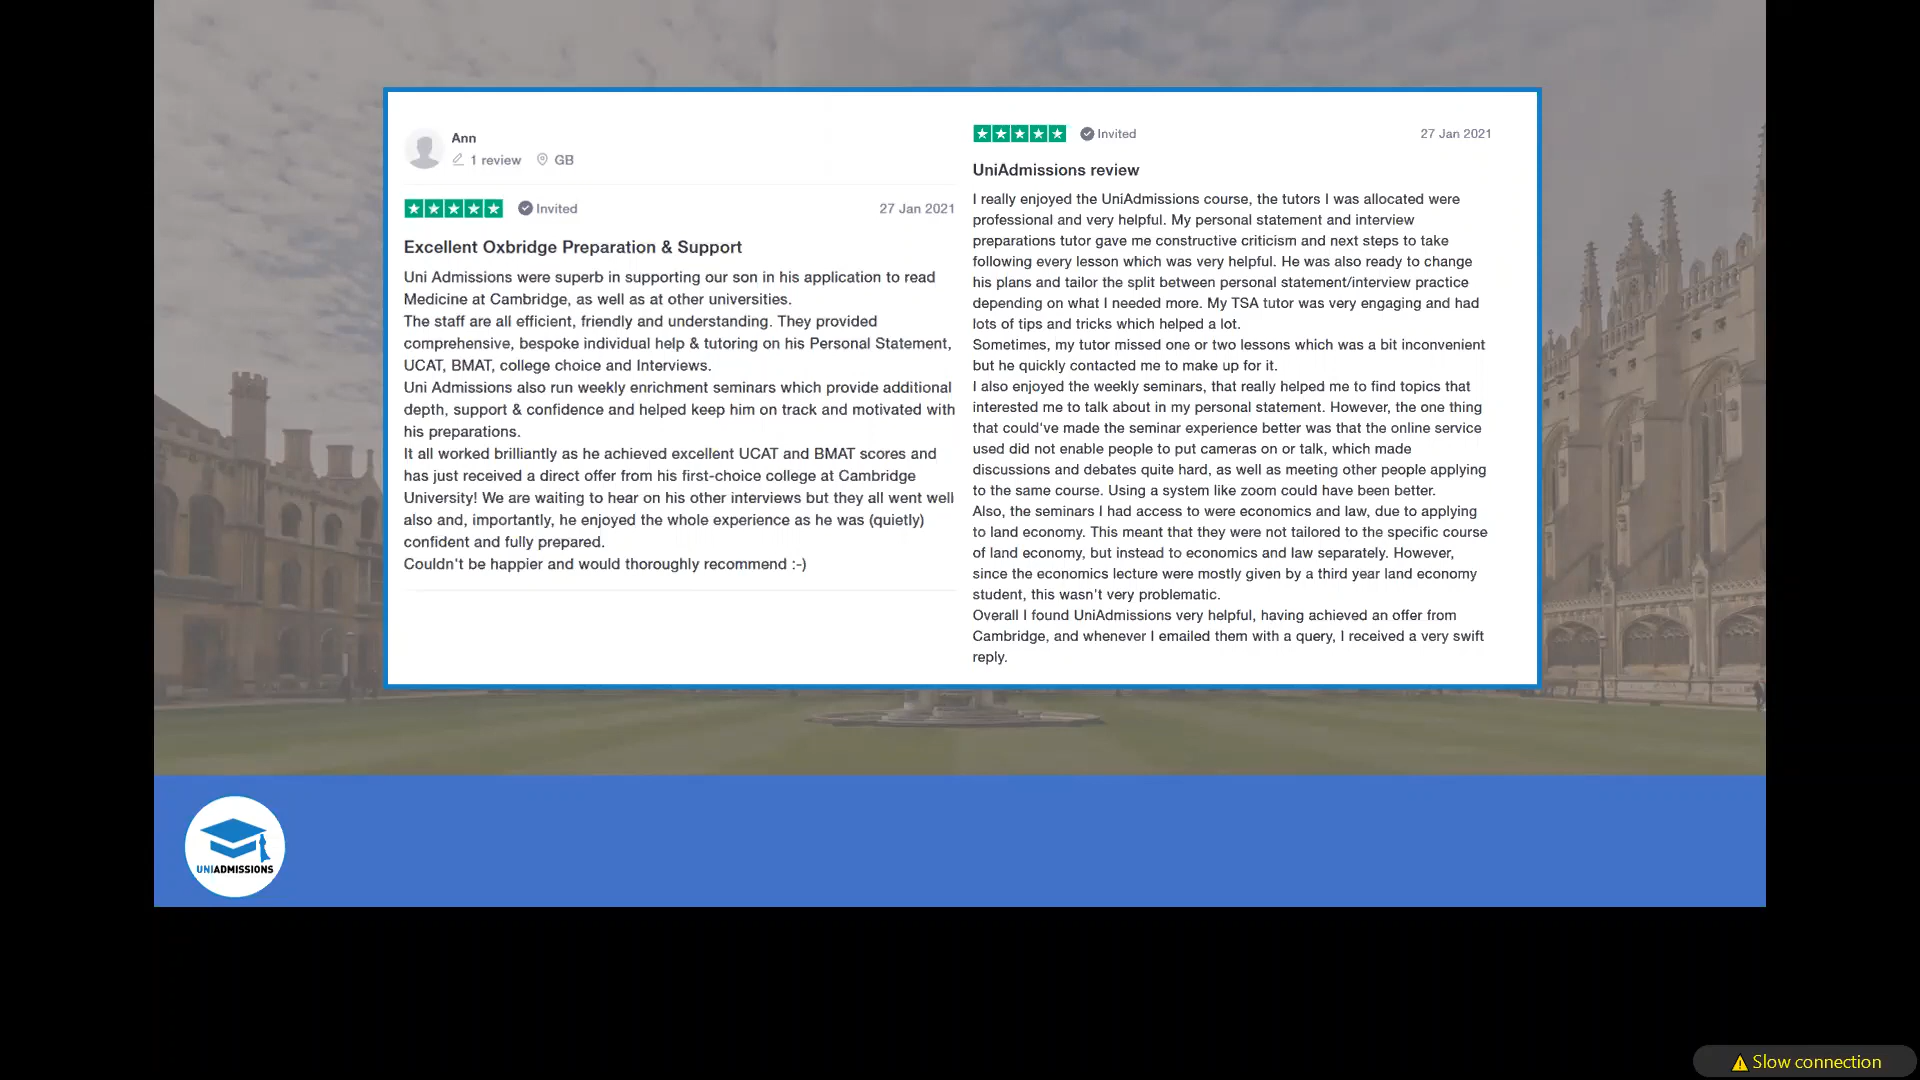 Ann
1 review GB
Invited 27 Jan 2021
Excellent Oxbridge Preparation & Support
Uni Admissions were superb in supporting our son in his application to read
Medicine at Cambridge, as well as at other universities.
The staff are all efficient, friendly and understanding. They provided
comprehensive, bespoke individual help & tutoring on his Personal Statement,
UCAT, BMAT, college choice and Interviews.
Uni Admissions also run weekly enrichment seminars which provide additional
depth, support & confidence and helped keep him on track and motivated with
his preparations.
It all worked brilliantly as he achieved excellent UCAT and BMAT scores and
has just received a direct offer from his first-choice college at Cambridge
University! We are waiting to hear on his other interviews but they all went well
also and, importantly, he enjoyed the whole experience as he was (quietly)
confident and fully prepared.
Couldn't be happier and would thoroughly recommend :-)
Invited 27 Jan 2021
UniAdmissions review
I really enjoyed the UniAdmissions course, the tutors I was allocated were
professional and very helpful. My personal statement and interview
preparations tutor gave me constructive criticism and next steps to take
following every lesson which was very helpful. He was also ready to change
his plans and tailor the split between personal statement/interview practice
depending on what I needed more. My TSA tutor was very engaging and had
lots of tips and tricks which helped a lot.
Sometimes, my tutor missed one or two lessons which was a bit inconvenient
but he quickly contacted me to make up for it.
I also enjoyed the weekly seminars, that really helped me to find topics that
interested me to talk about in my personal statement. However, the one thing
that could've made the seminar experience better was that the online service
used did not enable people to put cameras on or talk, which made
discussions and debates quite hard, as well as meeting other people applying
to the same course. Using a system like zoom could have been better.
Also, the seminars I had access to were economics and law, due to applying
to land economy. This meant that they were not tailored to the specific course
of land economy, but instead to economics and law separately. However,
since the economics lecture were mostly given by a third year land economy
student, this wasn't very problematic.
Overall I found UniAdmissions very helpful, having achieved an offer from
Cambridge, and whenever I emailed them with a query, I received a very swift
reply.
UNIADMISSIONS
Slow connection